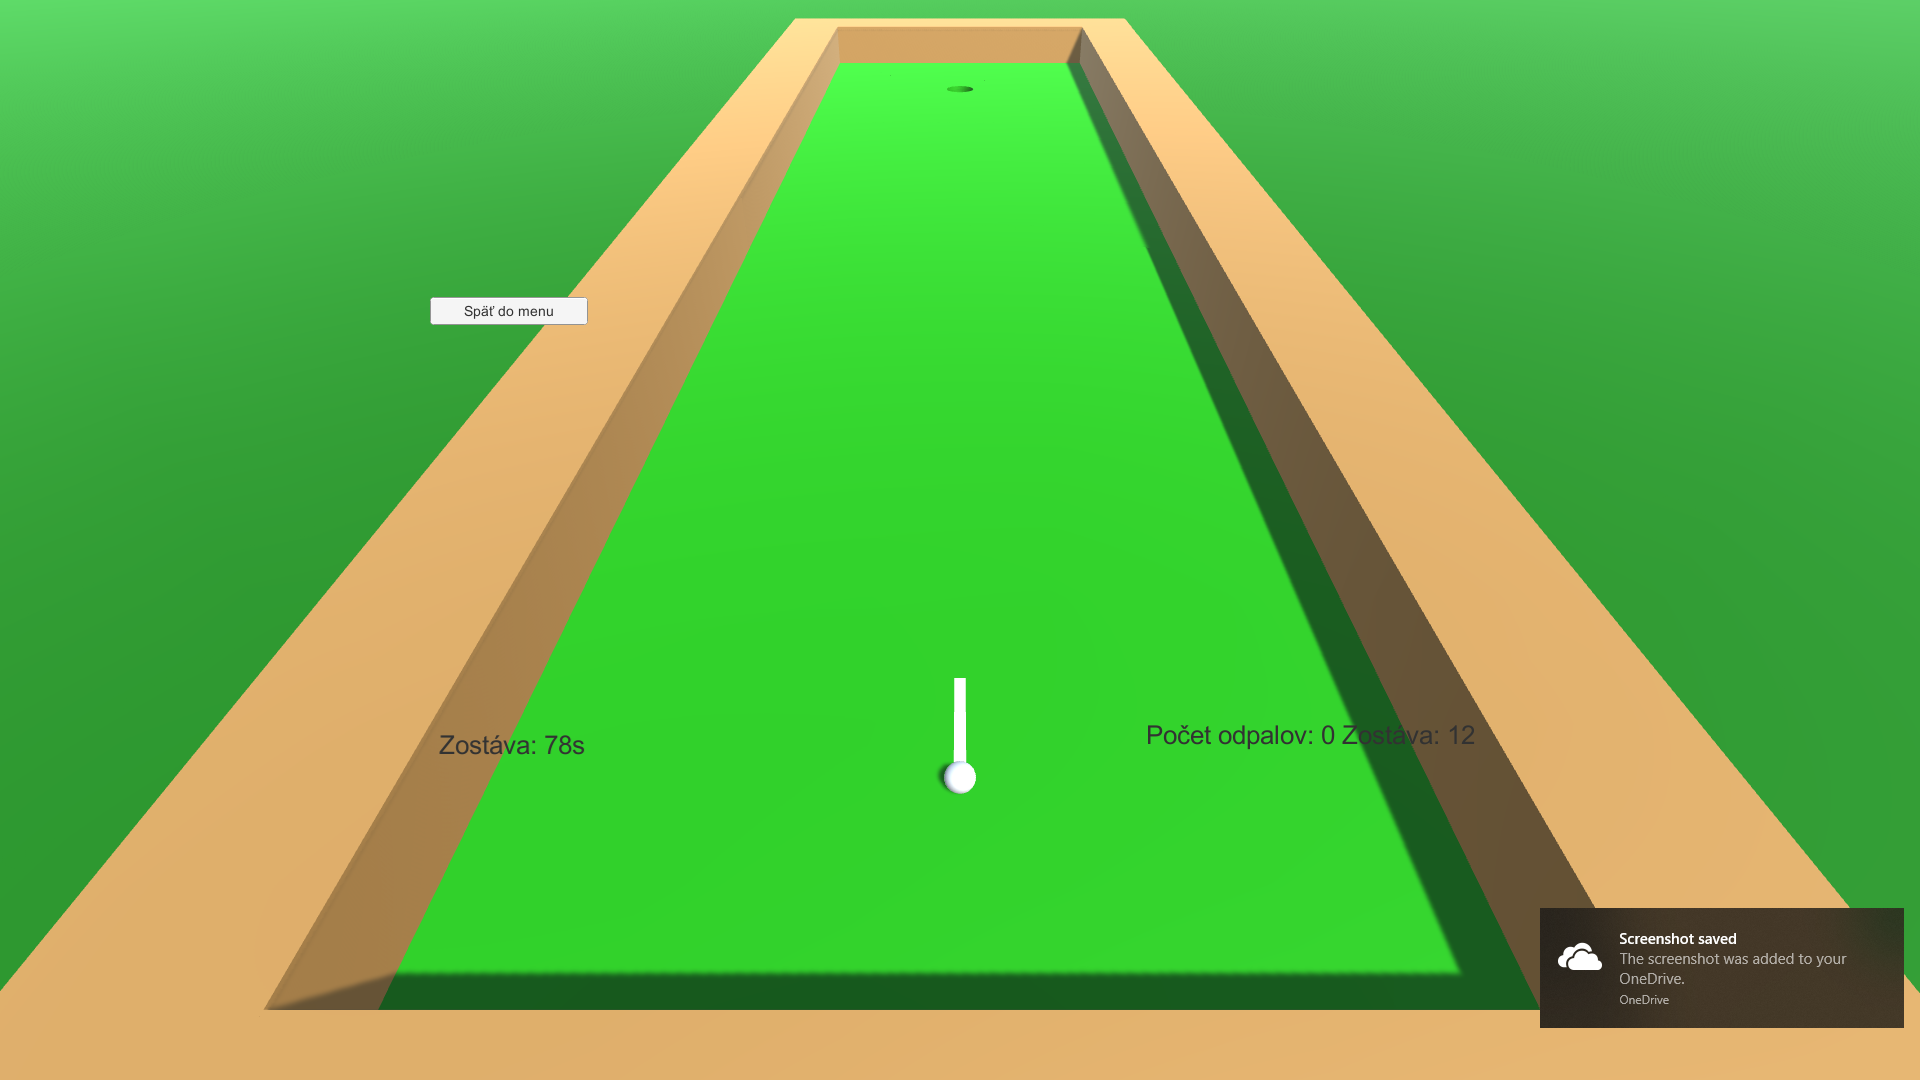 Späť do menu
Zostáva: 78s
Počet odpalov: 0 Zostáva: 12
Screenshot saved
The screenshot was added to your
OneDrive.
OneDrive